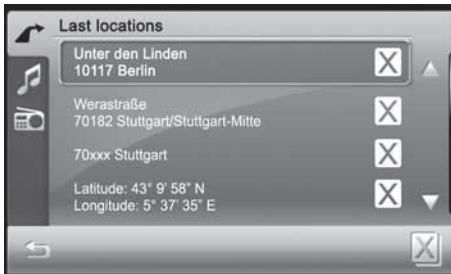 Last locations
Unter den Linden
10117 Berlin
Werastraße
70182 Stuttgart/Stuttgart-Mitte
70xxx Stuttgart
Latitude: 43° 9' 58" N
Longitude: 5° 37' 35" E